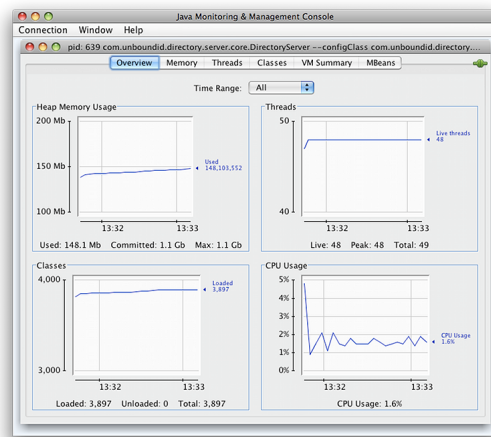 Java Monitoring & Management Console
Connection Window Help
pid: 639 com.unboundid.directory.server.core.DirectoryServer --configClass com.unboundid.directory....
Overview Memory Threads Classes VM Summary MBeans
Time Range: All
Heap Memory Usage
200 Mb
150 Mb
100 Mb
Used
148,103,552
13:32 13:33
Used: 148.1 Mb Committed: 1.1 Gb Max: 1.1 Gb
Threads
50
40
Live threads
48
13:32 13:33
Live: 48 Peak: 48 Total: 49
Classes
4,000
3,000
Loaded
3,897
13:32 13:33
Loaded: 3,897 Unloaded: 0 Total: 3,897
CPU Usage
5%
4%
3%
2%
1%
0%
CPU Usage
1.6%
13:32 13:33
CPU Usage: 1.6%